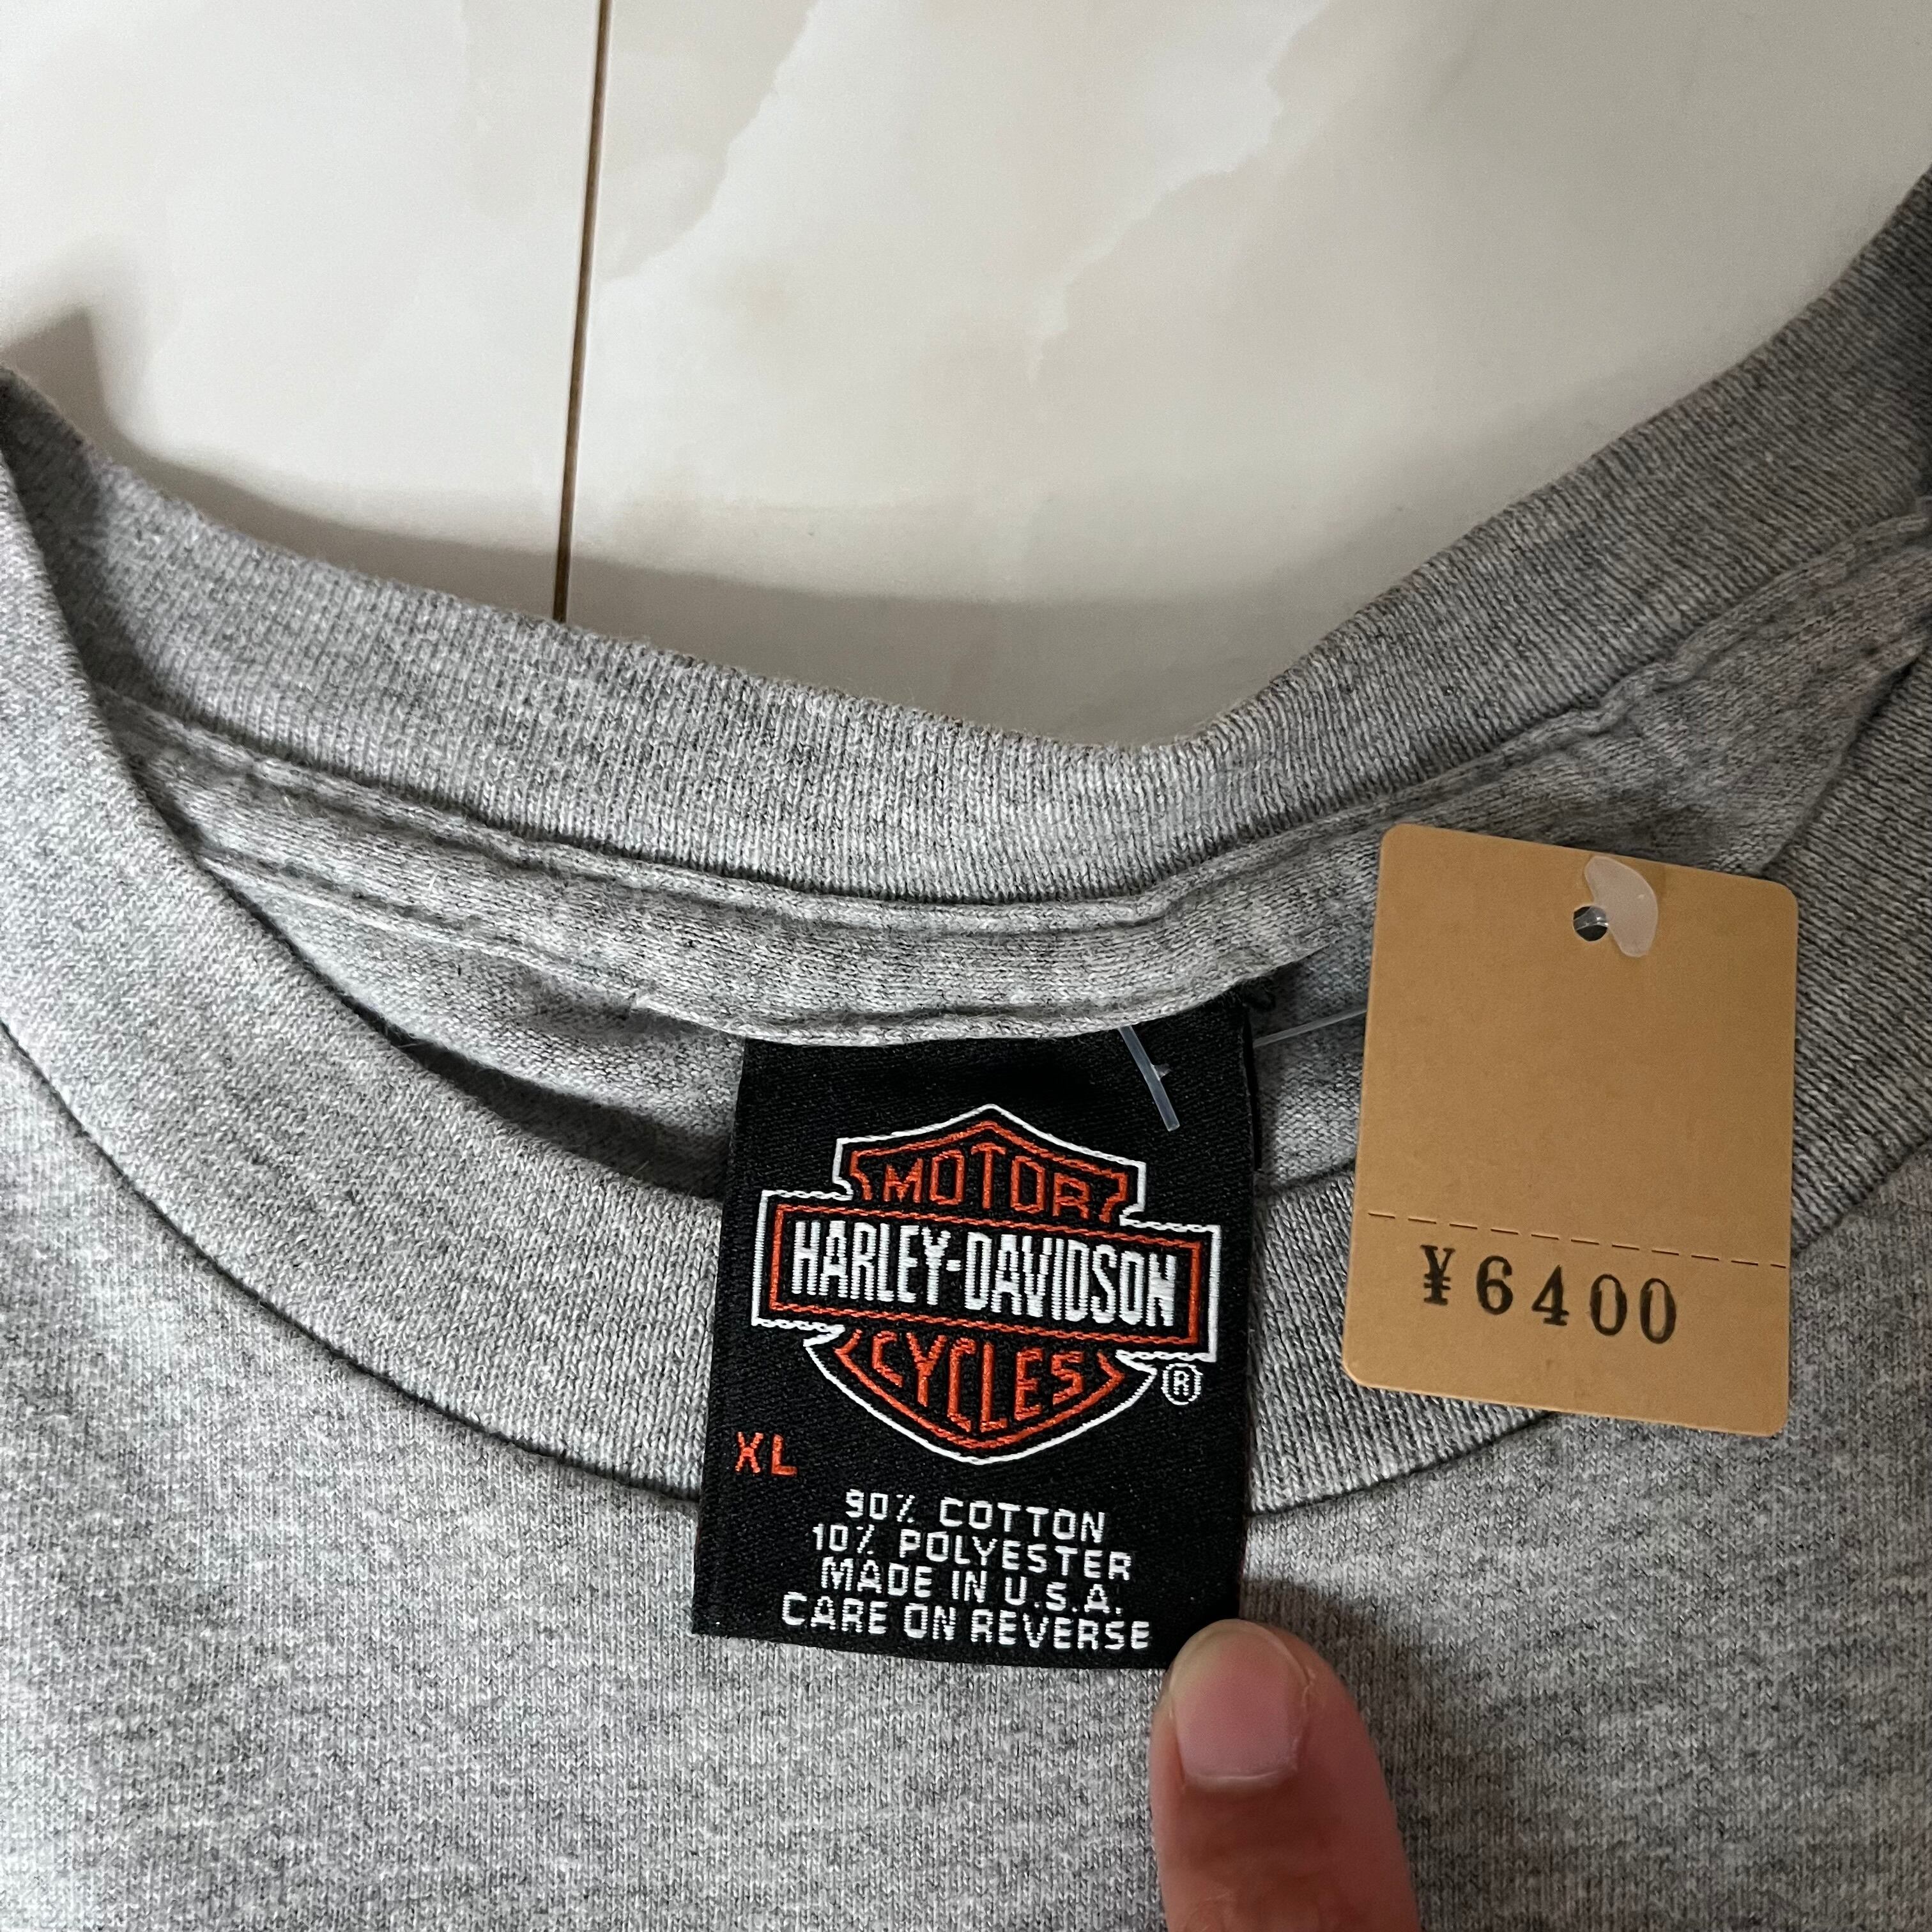 MOTOR
HARLEY-DAVIDSON
CYCLES
®
XL
90% COTTON
10% POLYESTER
MADE IN U.S.A.
CARE ON REVERSE
¥6400